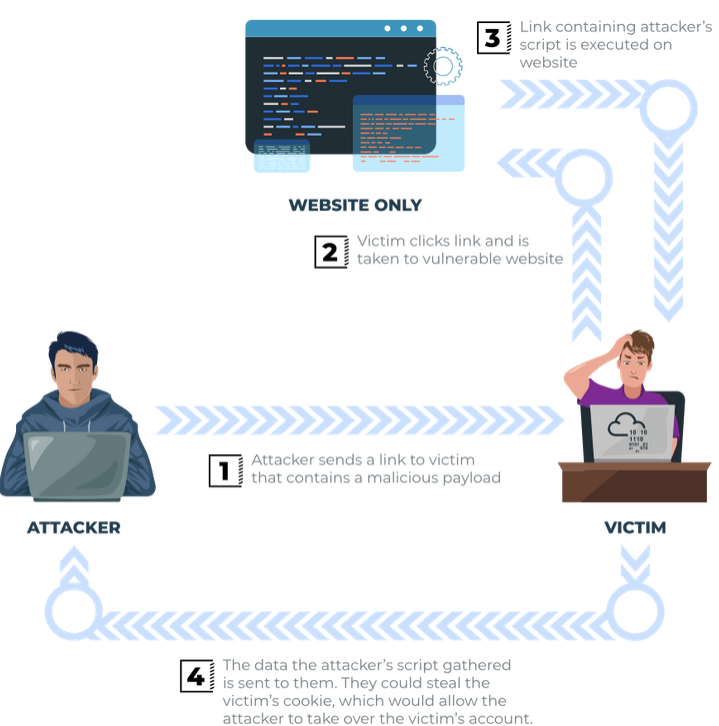 3
Link containing attacker's
script is executed on
website
WEBSITE ONLY
2
Victim clicks link and is
taken to vulnerable website
1
Attacker sends a link to victim
that contains a malicious payload
ATTACKER
VICTIM
4
The data the attacker's script gathered
is sent to them. They could steal the
victim's cookie, which would allow the
attacker to take over the victim's account.